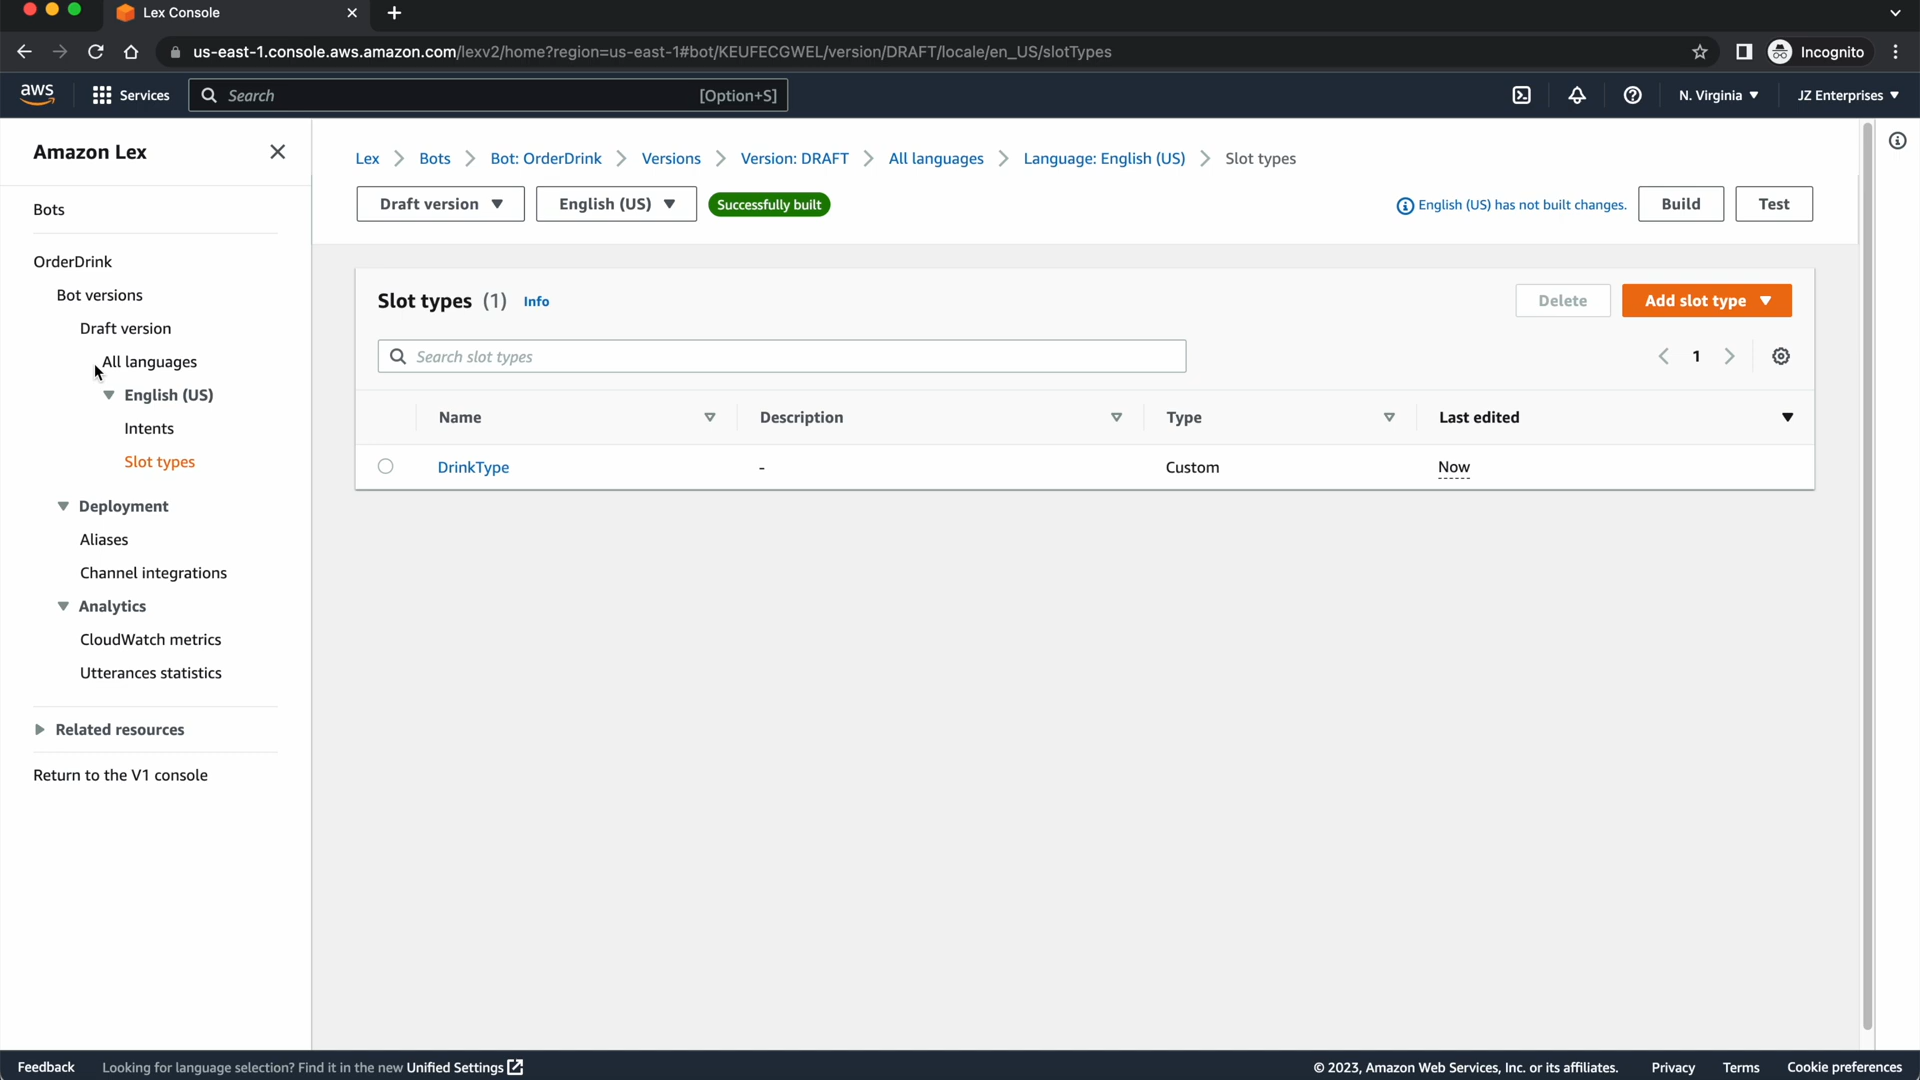 Lex Console
us-east-1.console.aws.amazon.com/lexv2/home?region=us-east-1#bot/KEUFECGWEL/version/DRAFT/locale/en_US/slotTypes
Incognito
aws
Services
Search
[Option+S]
N. Virginia
JZ Enterprises
Amazon Lex
Bots
OrderDrink
Bot versions
Draft version
All languages
English (US)
Intents
Slot types
Deployment
Aliases
Channel integrations
Analytics
CloudWatch metrics
Utterances statistics
Related resources
Return to the V1 console
Lex > Bots > Bot: OrderDrink > Versions > Version: DRAFT > All languages > Language: English (US) > Slot types
Draft version
English (US)
Successfully built
English (US) has not built changes.
Build
Test
Slot types (1) Info
Delete
Add slot type
Search slot types
1
Name Description Type Last edited
DrinkType - Custom Now
Feedback
Looking for language selection? Find it in the new Unified Settings
© 2023, Amazon Web Services, Inc. or its affiliates.
Privacy
Terms
Cookie preferences